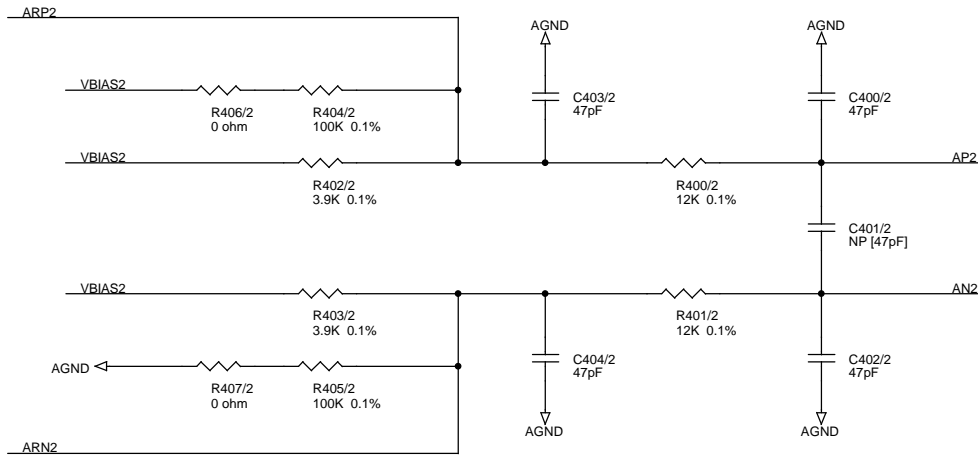 ARP2
AGND
AGND
VBIAS2
R406/2
0 ohm
R404/2
100K 0.1%
C403/2
47pF
C400/2
47pF
VBIAS2
R402/2
3.9K 0.1%
R400/2
12K 0.1%
AP2
C401/2
NP [47pF]
VBIAS2
R403/2
3.9K 0.1%
R401/2
12K 0.1%
AN2
AGND
R407/2
0 ohm
R405/2
100K 0.1%
C404/2
47pF
C402/2
47pF
AGND
AGND
ARN2